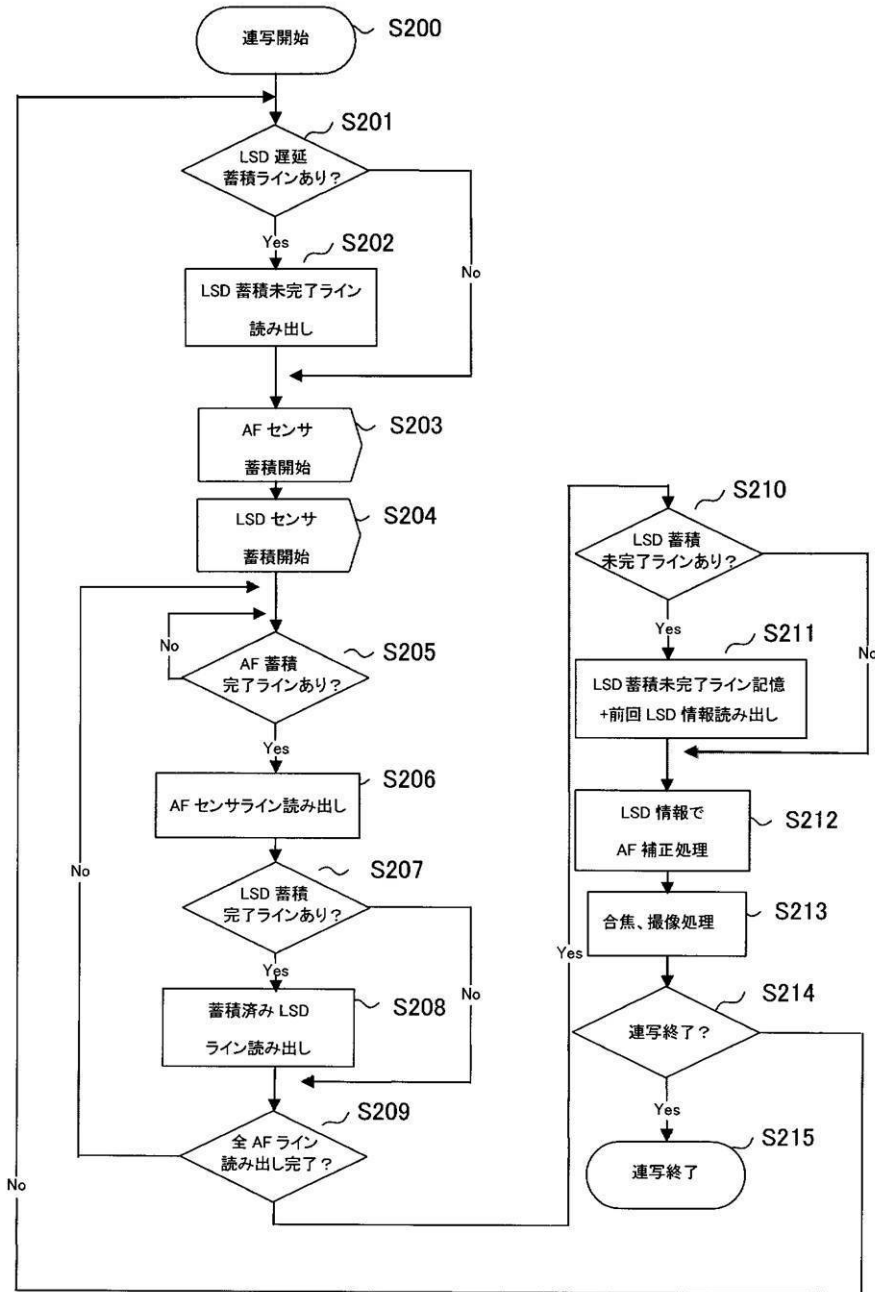 連写開始
S200
S201
LSD 遅延
蓄積ラインあり？
Yes
No
S202
LSD 蓄積未完了ライン
読み出し
AF センサ
蓄積開始
S203
LSD センサ
蓄積開始
S204
No
AF 蓄積
完了ラインあり？
S205
Yes
AF センサライン読み出し
S206
LSD 蓄積
完了ラインあり？
S207
Yes
No
蓄積済み LSD
ライン読み出し
S208
全 AF ライン
読み出し完了？
S209
No
Yes
S210
LSD 蓄積
未完了ラインあり？
Yes
No
S211
LSD 蓄積未完了ライン記憶
+前回 LSD 情報読み出し
LSD 情報で
AF 補正処理
S212
合焦、撮像処理
S213
S214
連写終了？
Yes
No
連写終了
S215